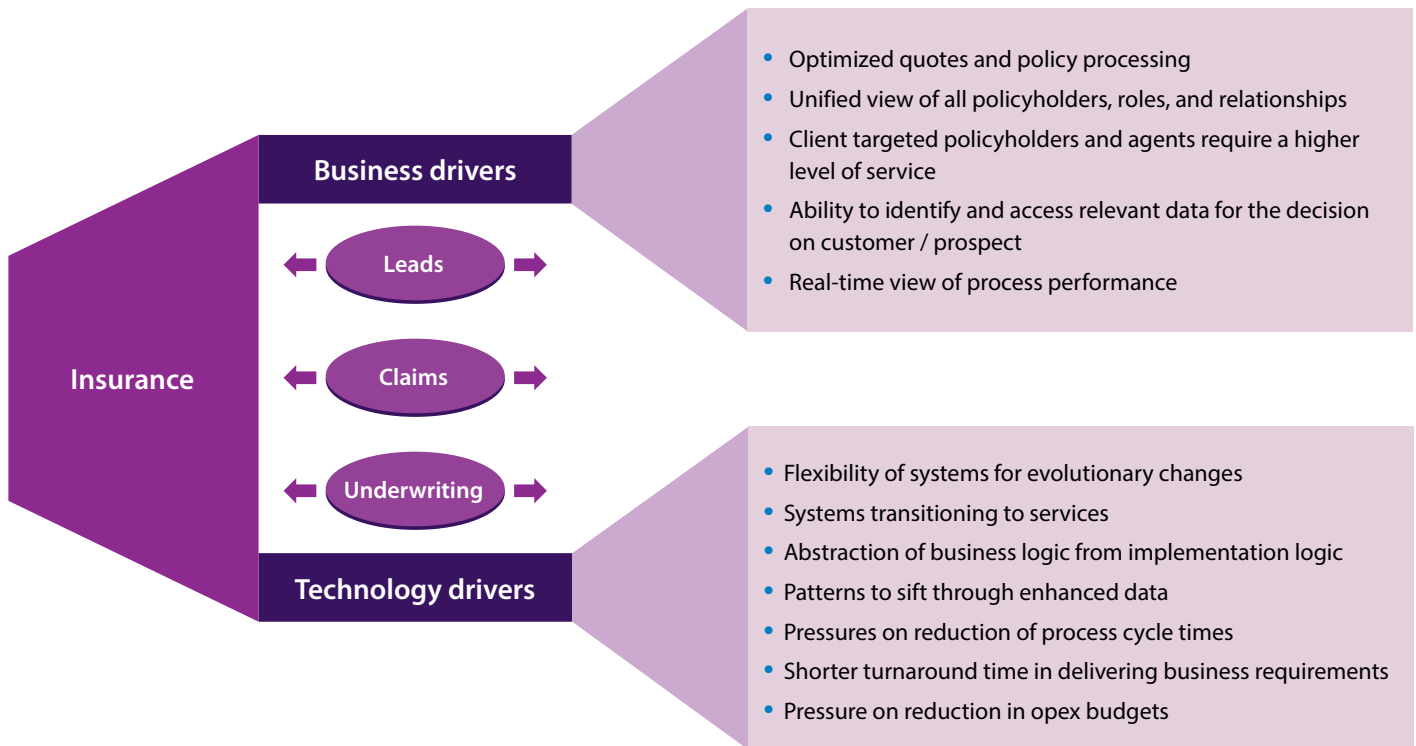 Insurance
Business drivers
Leads
Claims
Underwriting
Technology drivers
• Optimized quotes and policy processing
• Unified view of all policyholders, roles, and relationships
• Client targeted policyholders and agents require a higher
level of service
• Ability to identify and access relevant data for the decision
on customer / prospect
• Real-time view of process performance
• Flexibility of systems for evolutionary changes
• Systems transitioning to services
• Abstraction of business logic from implementation logic
• Patterns to sift through enhanced data
• Pressures on reduction of process cycle times
• Shorter turnaround time in delivering business requirements
• Pressure on reduction in opex budgets